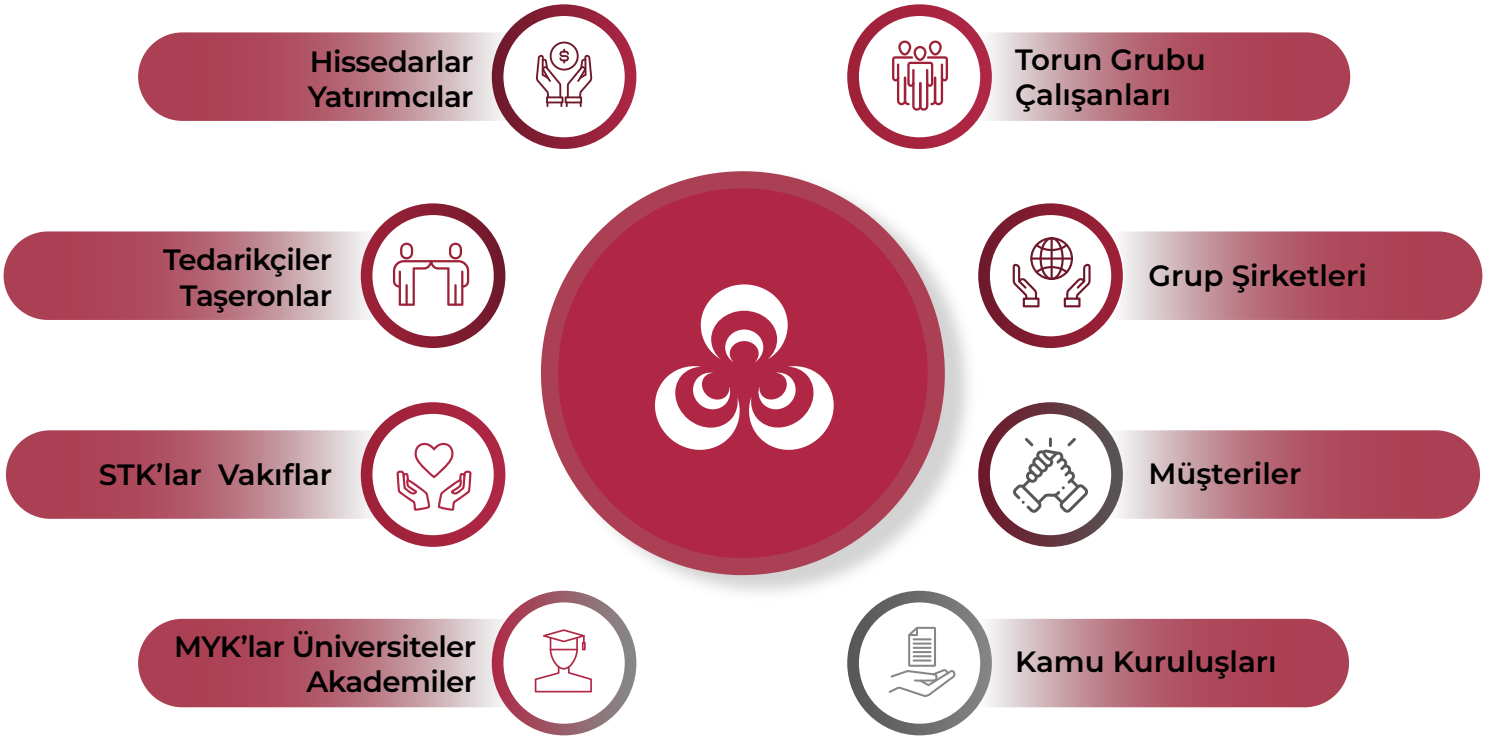 Hissedarlar
Yatırımcılar
Torun Grubu
Çalışanları
Tedarikçiler
Taşeronlar
Grup Şirketleri
STK’lar  Vakıflar
Müşteriler
MYK’lar Üniversiteler
Akademiler
Kamu Kuruluşları
$